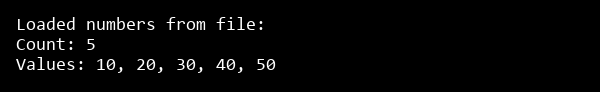 Loaded numbers from file:
Count: 5
Values: 10, 20, 30, 40, 50